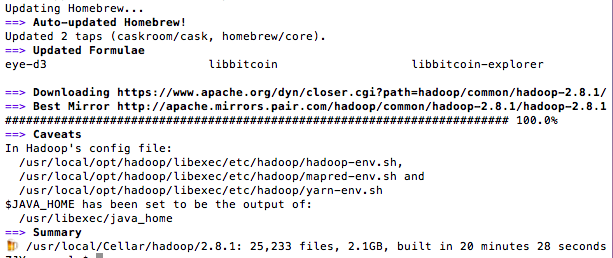 Updating Homebrew...
==> Auto-updated Homebrew!
Updated 2 taps (caskroom/cask, homebrew/core).
==> Updated Formulae
eye-d3 libbitcoin libbitcoin-explorer
==> Downloading https://www.apache.org/dyn/closer.cgi?path=hadoop/common/hadoop-2.8.1/
==> Best Mirror http://apache.mirrors.pair.com/hadoop/common/hadoop-2.8.1/hadoop-2.8.1
######################################################################## 100.0%
==> Caveats
In Hadoop's config file:
/usr/local/opt/hadoop/libexec/etc/hadoop/hadoop-env.sh,
/usr/local/opt/hadoop/libexec/etc/hadoop/mapred-env.sh and
/usr/local/opt/hadoop/libexec/etc/hadoop/yarn-env.sh
$JAVA_HOME has been set to be the output of:
/usr/libexec/java_home
==> Summary
🍺 /usr/local/Cellar/hadoop/2.8.1: 25,233 files, 2.1GB, built in 20 minutes 28 seconds